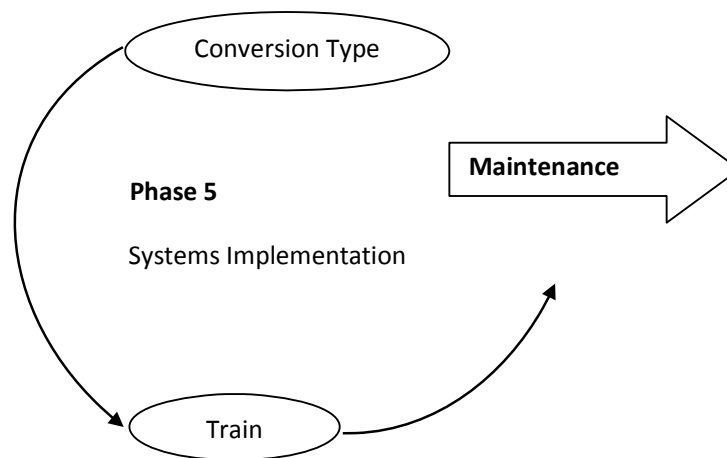 Conversion Type
Maintenance
Phase 5
Systems Implementation
Train